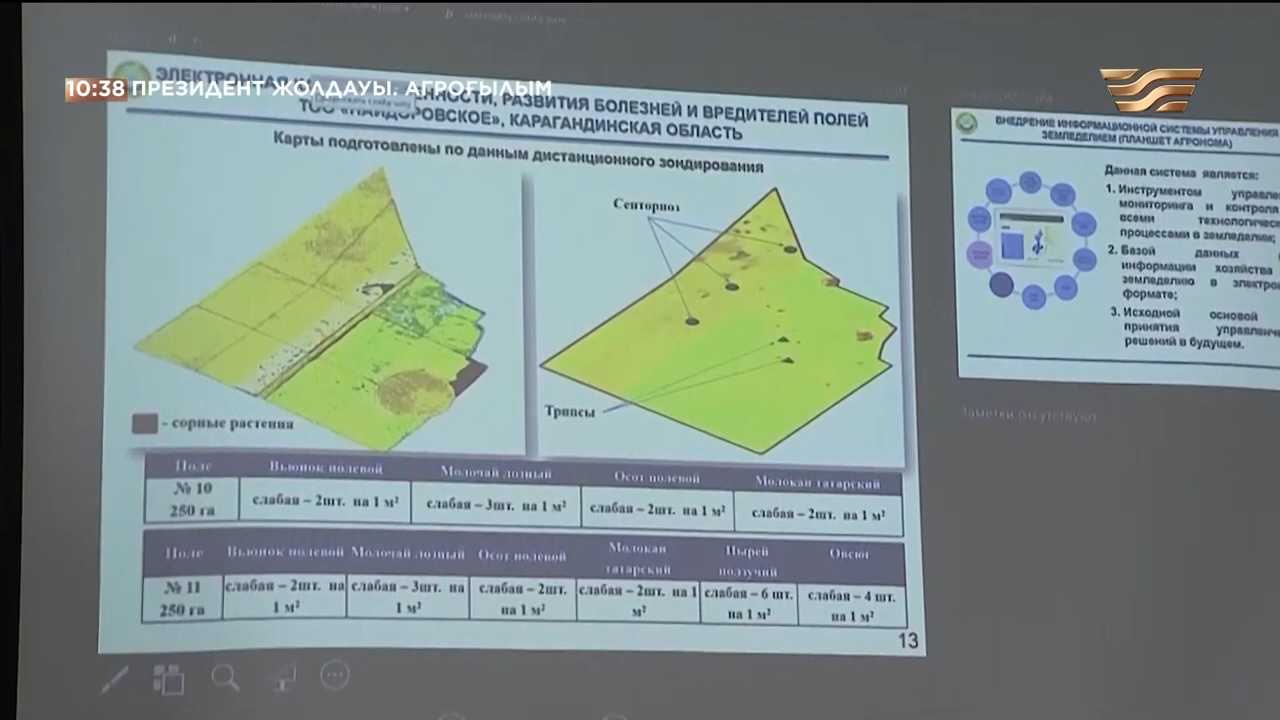 10:38 ПРЕЗИДЕНТ ЖОЛДАУЫ. АГРОҒЫЛЫМ
ЭЛЕКТРОННАЯ
РАЗВИТИЯ БОЛЕЗНЕЙ И ВРЕДИТЕЛЕЙ ПОЛЕЙ
КАРАГАНДИНСКАЯ ОБЛАСТЬ
Карты подготовлены по данным дистанционного зондирования
Септориоз
Трипсы
- сорные растения
Поле Вьюнок полевой Молочай лозный Осот полевой Молокан татарский
№ 10 слабая – 2шт. на 1 м² слабая – 3шт. на 1 м² слабая – 2шт. на 1 м² слабая – 2шт. на 1 м²
250 га
Поле Вьюнок полевой Молочай лозный Осот полевой Молокан Пырей Овсюг
татарский ползучий
№ 11 слабая – 2шт. на слабая – 3шт. на слабая – 2шт. слабая – 2шт. на 1 слабая – 6 шт. слабая – 4 шт.
250 га 1 м² 1 м² на 1 м² м² на 1 м² на 1 м²
13
ВНЕДРЕНИЕ ИНФОРМАЦИОННОЙ СИСТЕМЫ УПРАВЛЕНИЯ
ЗЕМЛЕДЕЛИЕМ (ПЛАНШЕТ АГРОНОМА)
Данная система является:
1. Инструментом управлен
мониторинга и контроля
всеми технологичес
процессами в земледелии;
2. Базой данных
информации хозяйства
земледелию в электрон
формате;
3. Исходной основой
принятия управленчес
решений в будущем.
Заметки отсутствуют